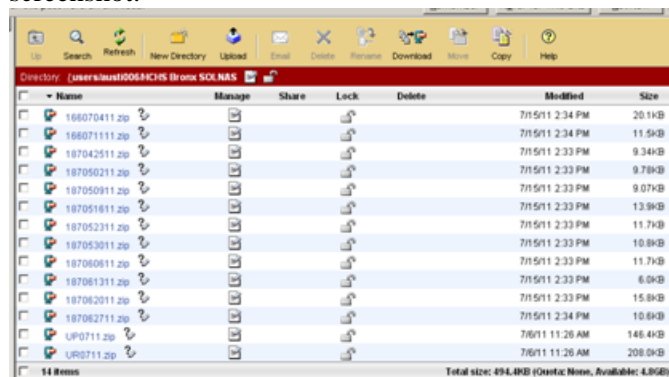 screenshot.
Up Search Refresh New Directory Upload Email Delete Rename Download Move Copy Help
Directory: /users/austi006/HCHS Bronx SOLNAS
Name Manage Share Lock Delete Modified Size
166070411.zip 7/15/11 2:34 PM 20.1KB
166071111.zip 7/15/11 2:34 PM 11.5KB
187042511.zip 7/15/11 2:33 PM 9.34KB
187050211.zip 7/15/11 2:33 PM 9.78KB
187050911.zip 7/15/11 2:33 PM 9.07KB
187051611.zip 7/15/11 2:33 PM 13.9KB
187052311.zip 7/15/11 2:33 PM 11.7KB
187053011.zip 7/15/11 2:33 PM 10.8KB
187060611.zip 7/15/11 2:33 PM 11.7KB
187061311.zip 7/15/11 2:33 PM 6.0KB
187062011.zip 7/15/11 2:33 PM 15.8KB
187062711.zip 7/15/11 2:34 PM 10.6KB
UP0711.zip 7/6/11 11:26 AM 146.4KB
UR0711.zip 7/6/11 11:26 AM 208.0KB
14 items Total size: 494.4KB (Quota: None, Available: 4.8GB)